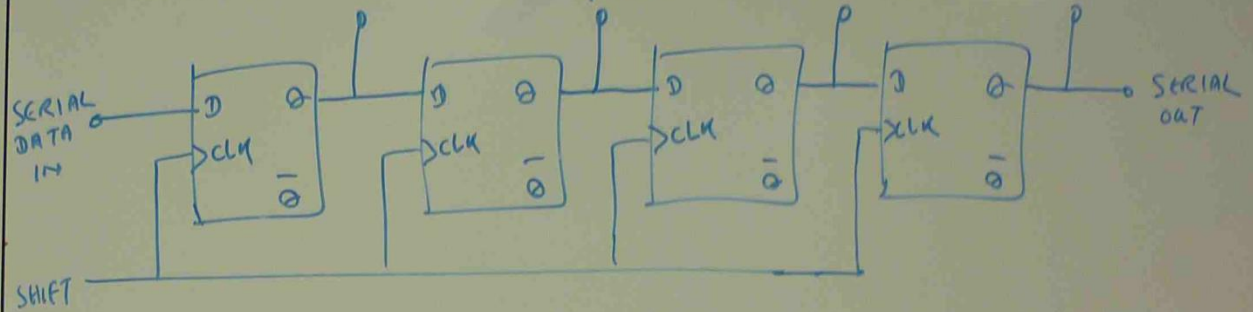 SERIAL
DATA
IN
D Q
CLK
Q̅
D Q
CLK
Q̅
D Q
CLK
Q̅
D Q
CLK
Q̅
SERIAL
OUT
SHIFT